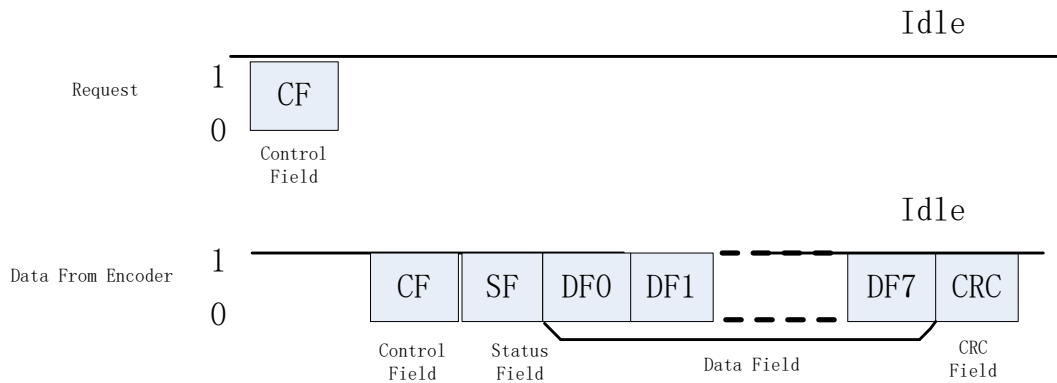 Idle
Request
1
0
CF
Control
Field
Idle
Data From Encoder
1
0
CF
SF
DF0
DF1
DF7
CRC
Control
Field
Status
Field
Data Field
CRC
Field